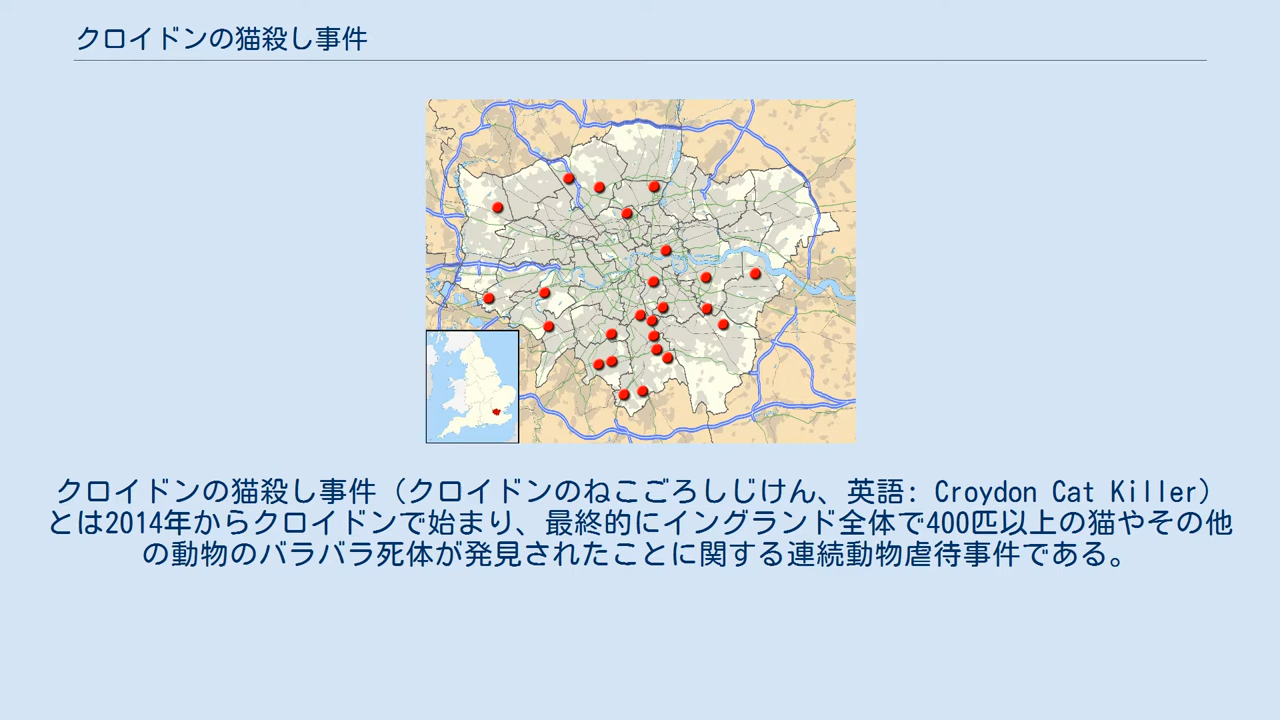 クロイドンの猫殺し事件
クロイドンの猫殺し事件（クロイドンのねこごろしじけん、英語: Croydon Cat Killer）
とは2014年からクロイドンで始まり、最終的にイングランド全体で400匹以上の猫やその他
の動物のバラバラ死体が発見されたことに関する連続動物虐待事件である。